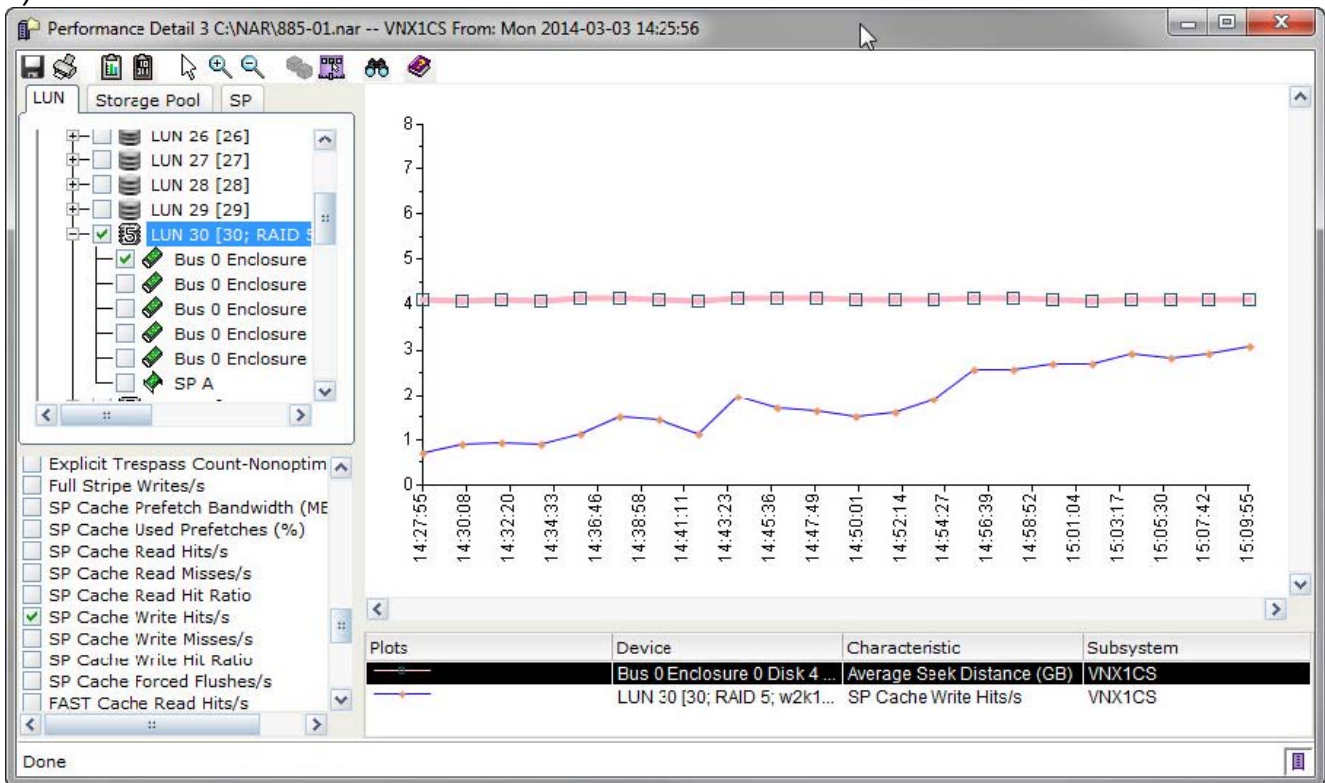 Performance Detail 3 C:\NAR\885-01.nar -- VNX1CS From: Mon 2014-03-03 14:25:56
LUN Storage Pool SP
LUN 26 [26]
LUN 27 [27]
LUN 28 [28]
LUN 29 [29]
LUN 30 [30; RAID 5
Bus 0 Enclosure
Bus 0 Enclosure
Bus 0 Enclosure
Bus 0 Enclosure
Bus 0 Enclosure
SP A
Explicit Trespass Count-Nonoptim
Full Stripe Writes/s
SP Cache Prefetch Bandwidth (ME
SP Cache Used Prefetches (%)
SP Cache Read Hits/s
SP Cache Read Misses/s
SP Cache Read Hit Ratio
SP Cache Write Hits/s
SP Cache Write Misses/s
SP Cache Write Hit Ratio
SP Cache Forced Flushes/s
FAST Cache Read Hits/s
8
7
6
5
4
3
2
1
0
14:27:55
14:30:08
14:32:20
14:34:33
14:36:46
14:38:58
14:41:11
14:43:23
14:45:36
14:47:49
14:50:01
14:52:14
14:54:27
14:56:39
14:58:52
15:01:04
15:03:17
15:05:30
15:07:42
15:09:55
Plots Device Characteristic Subsystem
Bus 0 Enclosure 0 Disk 4 ... Average Seek Distance (GB) VNX1CS
LUN 30 [30; RAID 5; w2k1... SP Cache Write Hits/s VNX1CS
Done